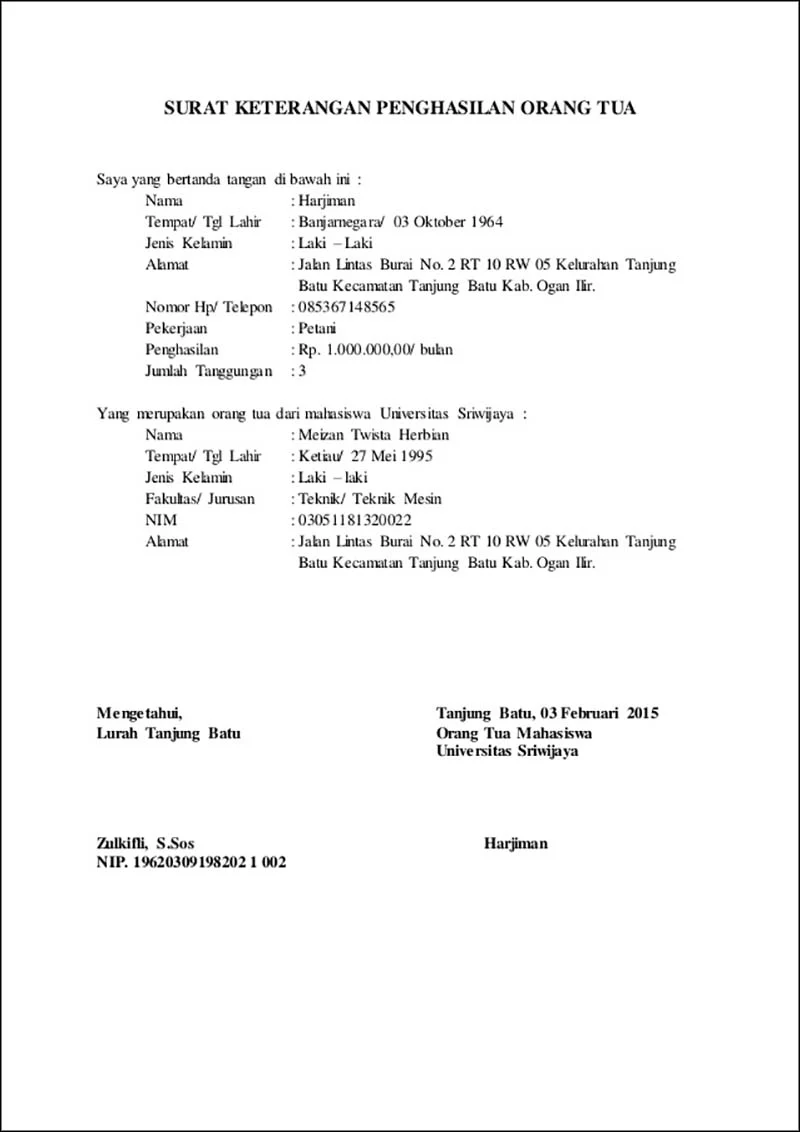 SURAT KETERANGAN PENGHASILAN ORANG TUA
Saya yang bertanda tangan di bawah ini :
Nama : Harjiman
Tempat/ Tgl Lahir : Banjarnegara/ 03 Oktober 1964
Jenis Kelamin : Laki – Laki
Alamat : Jalan Lintas Burai No. 2 RT 10 RW 05 Kelurahan Tanjung
Batu Kecamatan Tanjung Batu Kab. Ogan Ilir.
Nomor Hp/ Telepon : 085367148565
Pekerjaan : Petani
Penghasilan : Rp. 1.000.000,00/ bulan
Jumlah Tanggungan : 3
Yang merupakan orang tua dari mahasiswa Universitas Sriwijaya :
Nama : Meizan Twista Herbian
Tempat/ Tgl Lahir : Ketiau/ 27 Mei 1995
Jenis Kelamin : Laki – laki
Fakultas/ Jurusan : Teknik/ Teknik Mesin
NIM : 03051181320022
Alamat : Jalan Lintas Burai No. 2 RT 10 RW 05 Kelurahan Tanjung
Batu Kecamatan Tanjung Batu Kab. Ogan Ilir.
Mengetahui,
Lurah Tanjung Batu
Tanjung Batu, 03 Februari 2015
Orang Tua Mahasiswa
Universitas Sriwijaya
Zulkifli, S.Sos
NIP. 19620309198202 1 002
Harjiman